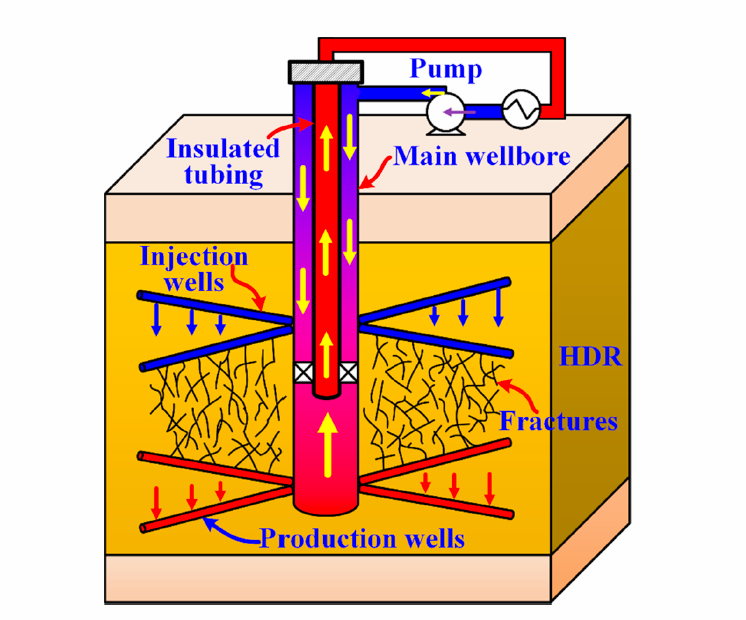 Pump
Insulated
tubing
Main wellbore
Injection
wells
HDR
Fractures
Production wells